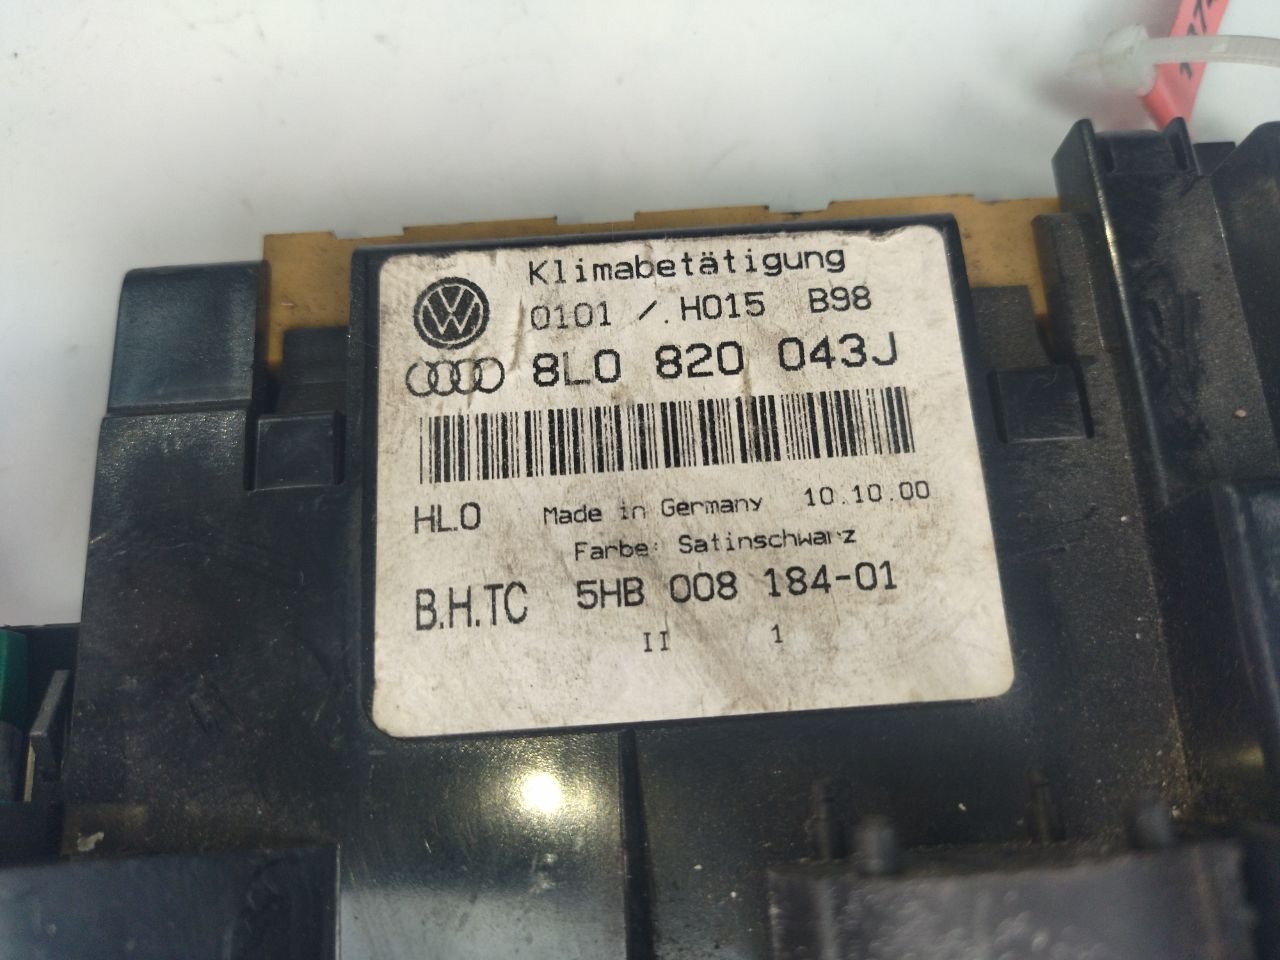 Klimabetätigung
0101 /. H015 B98
8L0 820 043J
HL.0 Made in Germany 10.10.00
Farbe: Satinschwarz
B.H.TC 5HB 008 184-01
II 1